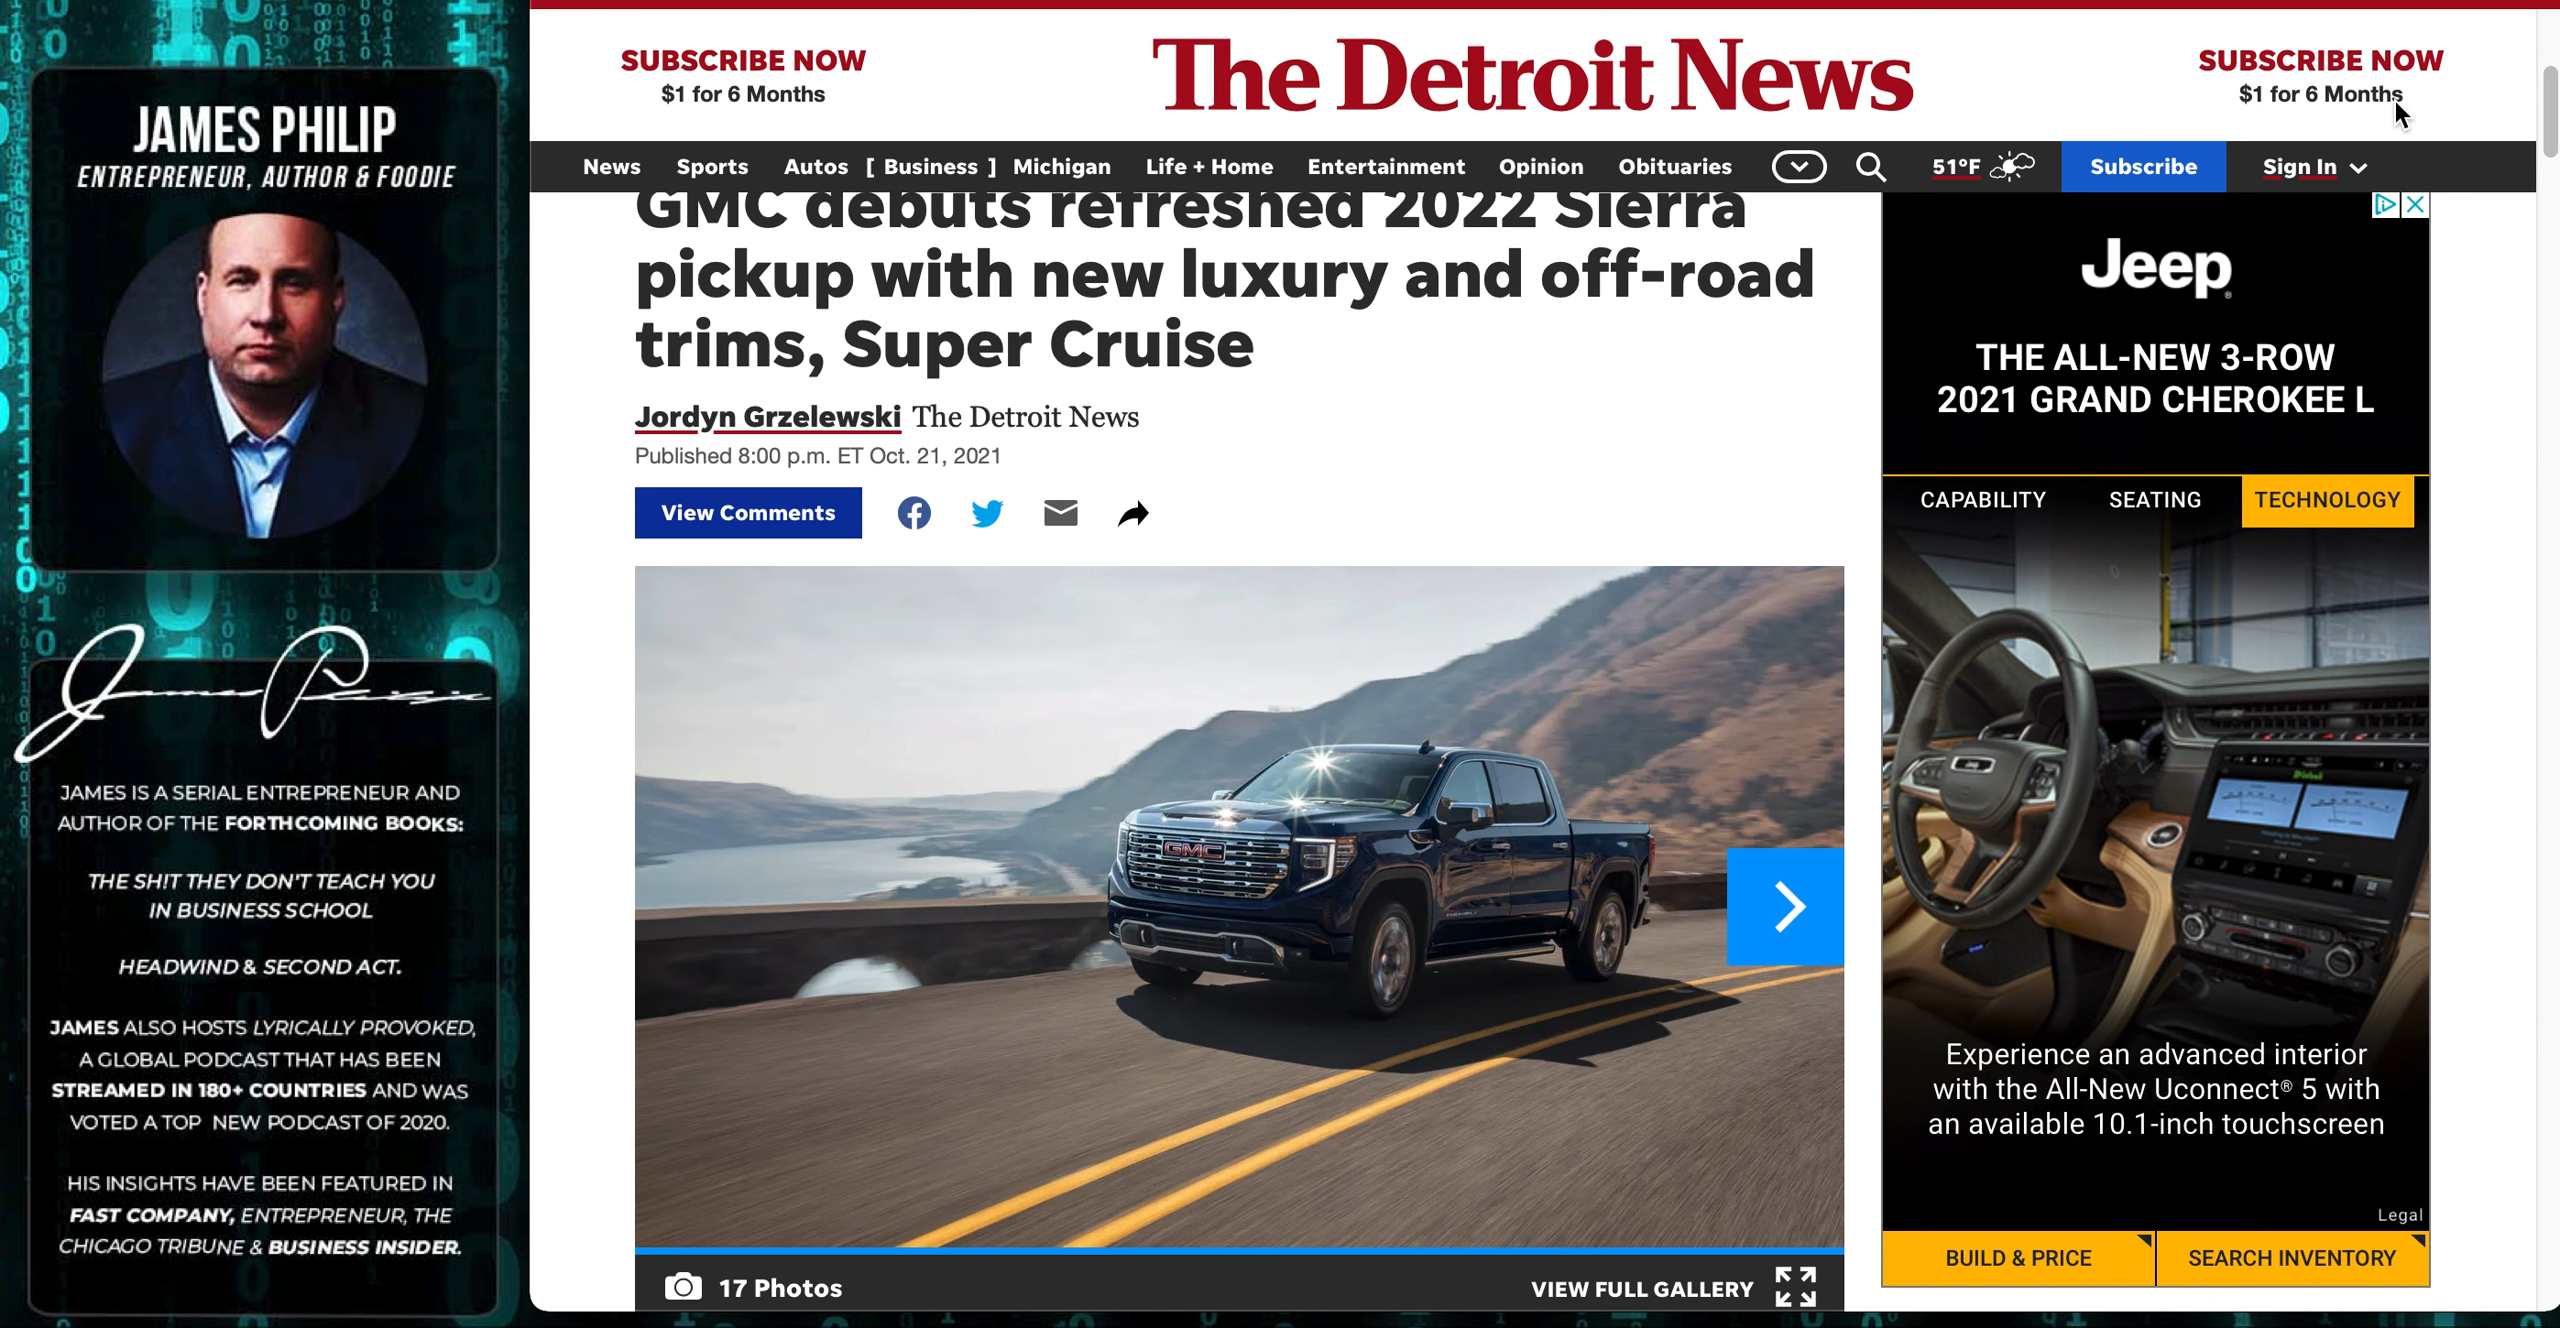 JAMES PHILIP
ENTREPRENEUR, AUTHOR & FOODIE
JAMES IS A SERIAL ENTREPRENEUR AND
AUTHOR OF THE FORTHCOMING BOOKS:
THE SH!T THEY DON'T TEACH YOU
IN BUSINESS SCHOOL
HEADWIND & SECOND ACT.
JAMES ALSO HOSTS LYRICALLY PROVOKED,
A GLOBAL PODCAST THAT HAS BEEN
STREAMED IN 180+ COUNTRIES AND WAS
VOTED A TOP NEW PODCAST OF 2020.
HIS INSIGHTS HAVE BEEN FEATURED IN
FAST COMPANY, ENTREPRENEUR, THE
CHICAGO TRIBUNE & BUSINESS INSIDER.
SUBSCRIBE NOW
$1 for 6 Months
The Detroit News
SUBSCRIBE NOW
$1 for 6 Months
News Sports Autos [ Business ] Michigan Life + Home Entertainment Opinion Obituaries 51°F Subscribe Sign In
GMC debuts refreshed 2022 Sierra
pickup with new luxury and off-road
trims, Super Cruise
Jordyn Grzelewski The Detroit News
Published 8:00 p.m. ET Oct. 21, 2021
View Comments
GMC
17 Photos
VIEW FULL GALLERY
Jeep
THE ALL-NEW 3-ROW
2021 GRAND CHEROKEE L
CAPABILITY SEATING TECHNOLOGY
Experience an advanced interior
with the All-New Uconnect® 5 with
an available 10.1-inch touchscreen
Legal
BUILD & PRICE SEARCH INVENTORY